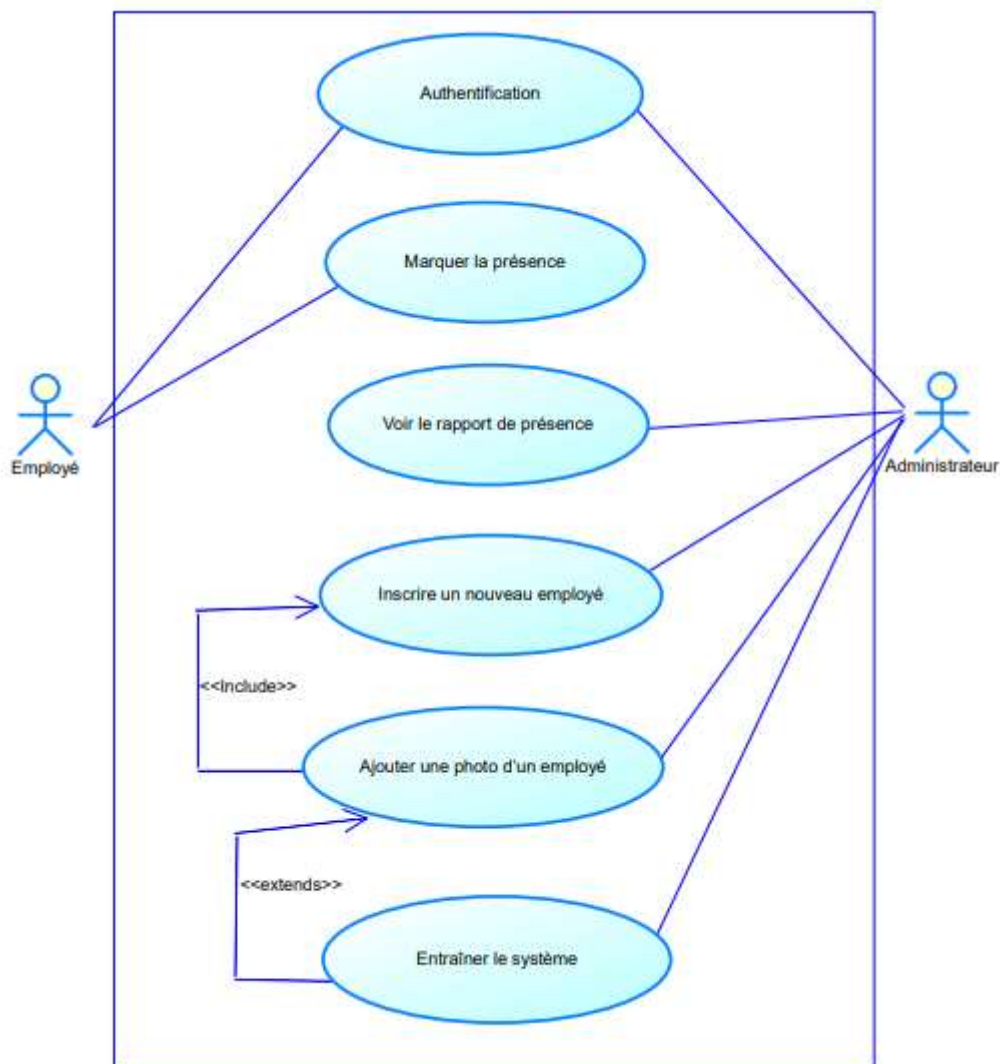 Authentification
Marquer la présence
Voir le rapport de présence
Employé
Administrateur
Inscrire un nouveau employé
<<Include>>
Ajouter une photo d'un employé
<<extends>>
Entraîner le système